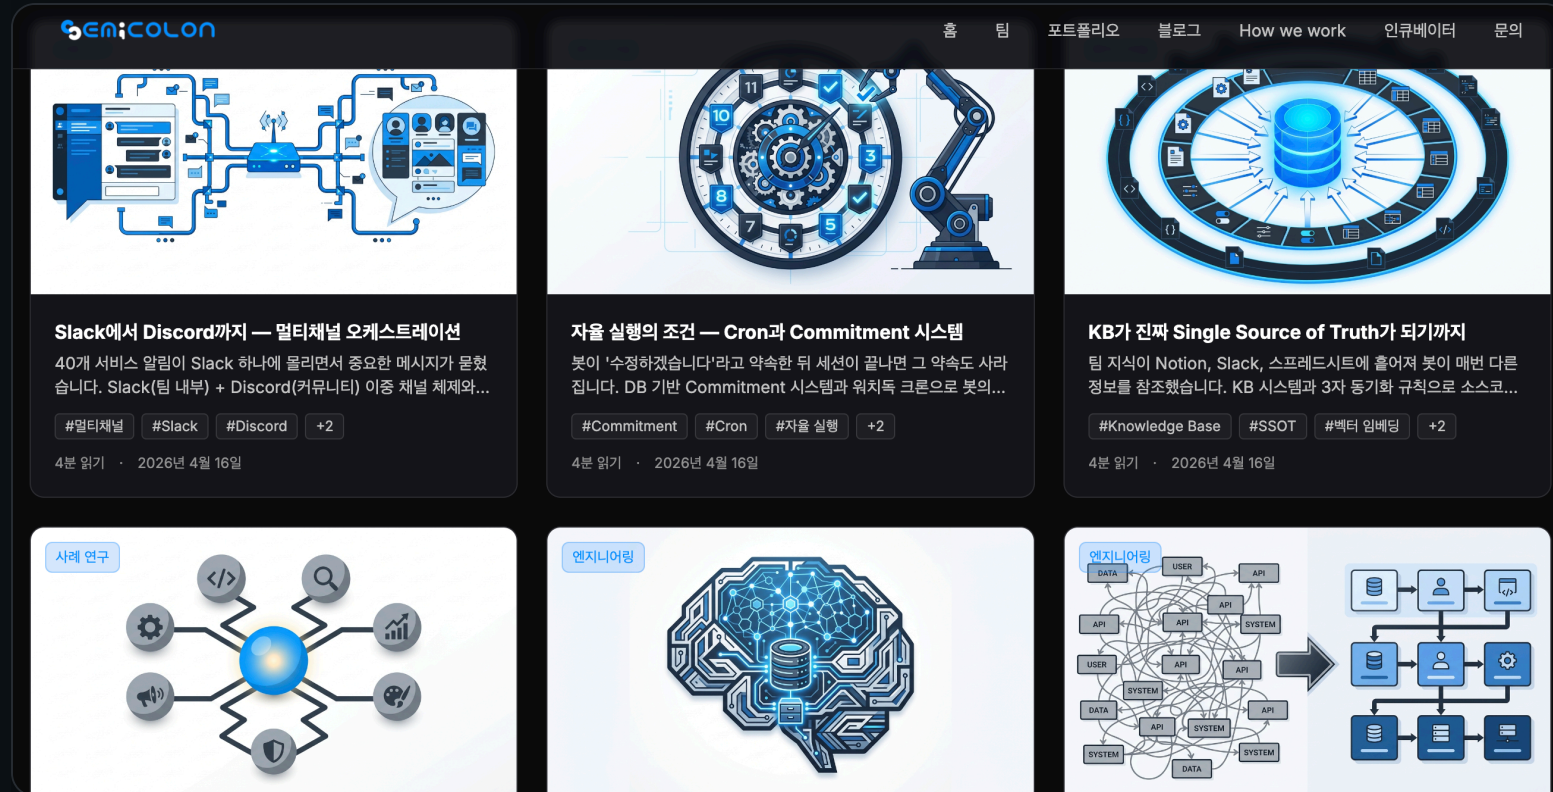 SEMICOLON
홈
팀
포트폴리오
블로그
How we work
인큐베이터
문의
11
10
8
7
5
3
Slack에서 Discord까지 — 멀티채널 오케스트레이션
40개 서비스 알림이 Slack 하나에 몰리면서 중요한 메시지가 묻혔
습니다. Slack(팀 내부) + Discord(커뮤니티) 이중 채널 체제와...
#멀티채널
#Slack
#Discord
+2
4분 읽기 · 2026년 4월 16일
자율 실행의 조건 — Cron과 Commitment 시스템
봇이 '수정하겠습니다'라고 약속한 뒤 세션이 끝나면 그 약속도 사라
집니다. DB 기반 Commitment 시스템과 워치독 크론으로 봇의...
#Commitment
#Cron
#자율 실행
+2
4분 읽기 · 2026년 4월 16일
KB가 진짜 Single Source of Truth가 되기까지
팀 지식이 Notion, Slack, 스프레드시트에 흩어져 봇이 매번 다른
정보를 참조했습니다. KB 시스템과 3자 동기화 규칙으로 소스코...
#Knowledge Base
#SSOT
#벡터 임베딩
+2
4분 읽기 · 2026년 4월 16일
사례 연구
엔지니어링
엔지니어링
DATA
USER
API
API
API
API
SYSTEM
USER
API
API
SYSTEM
DATA
API
API
SYSTEM
SYSTEM
SYSTEM
DATA